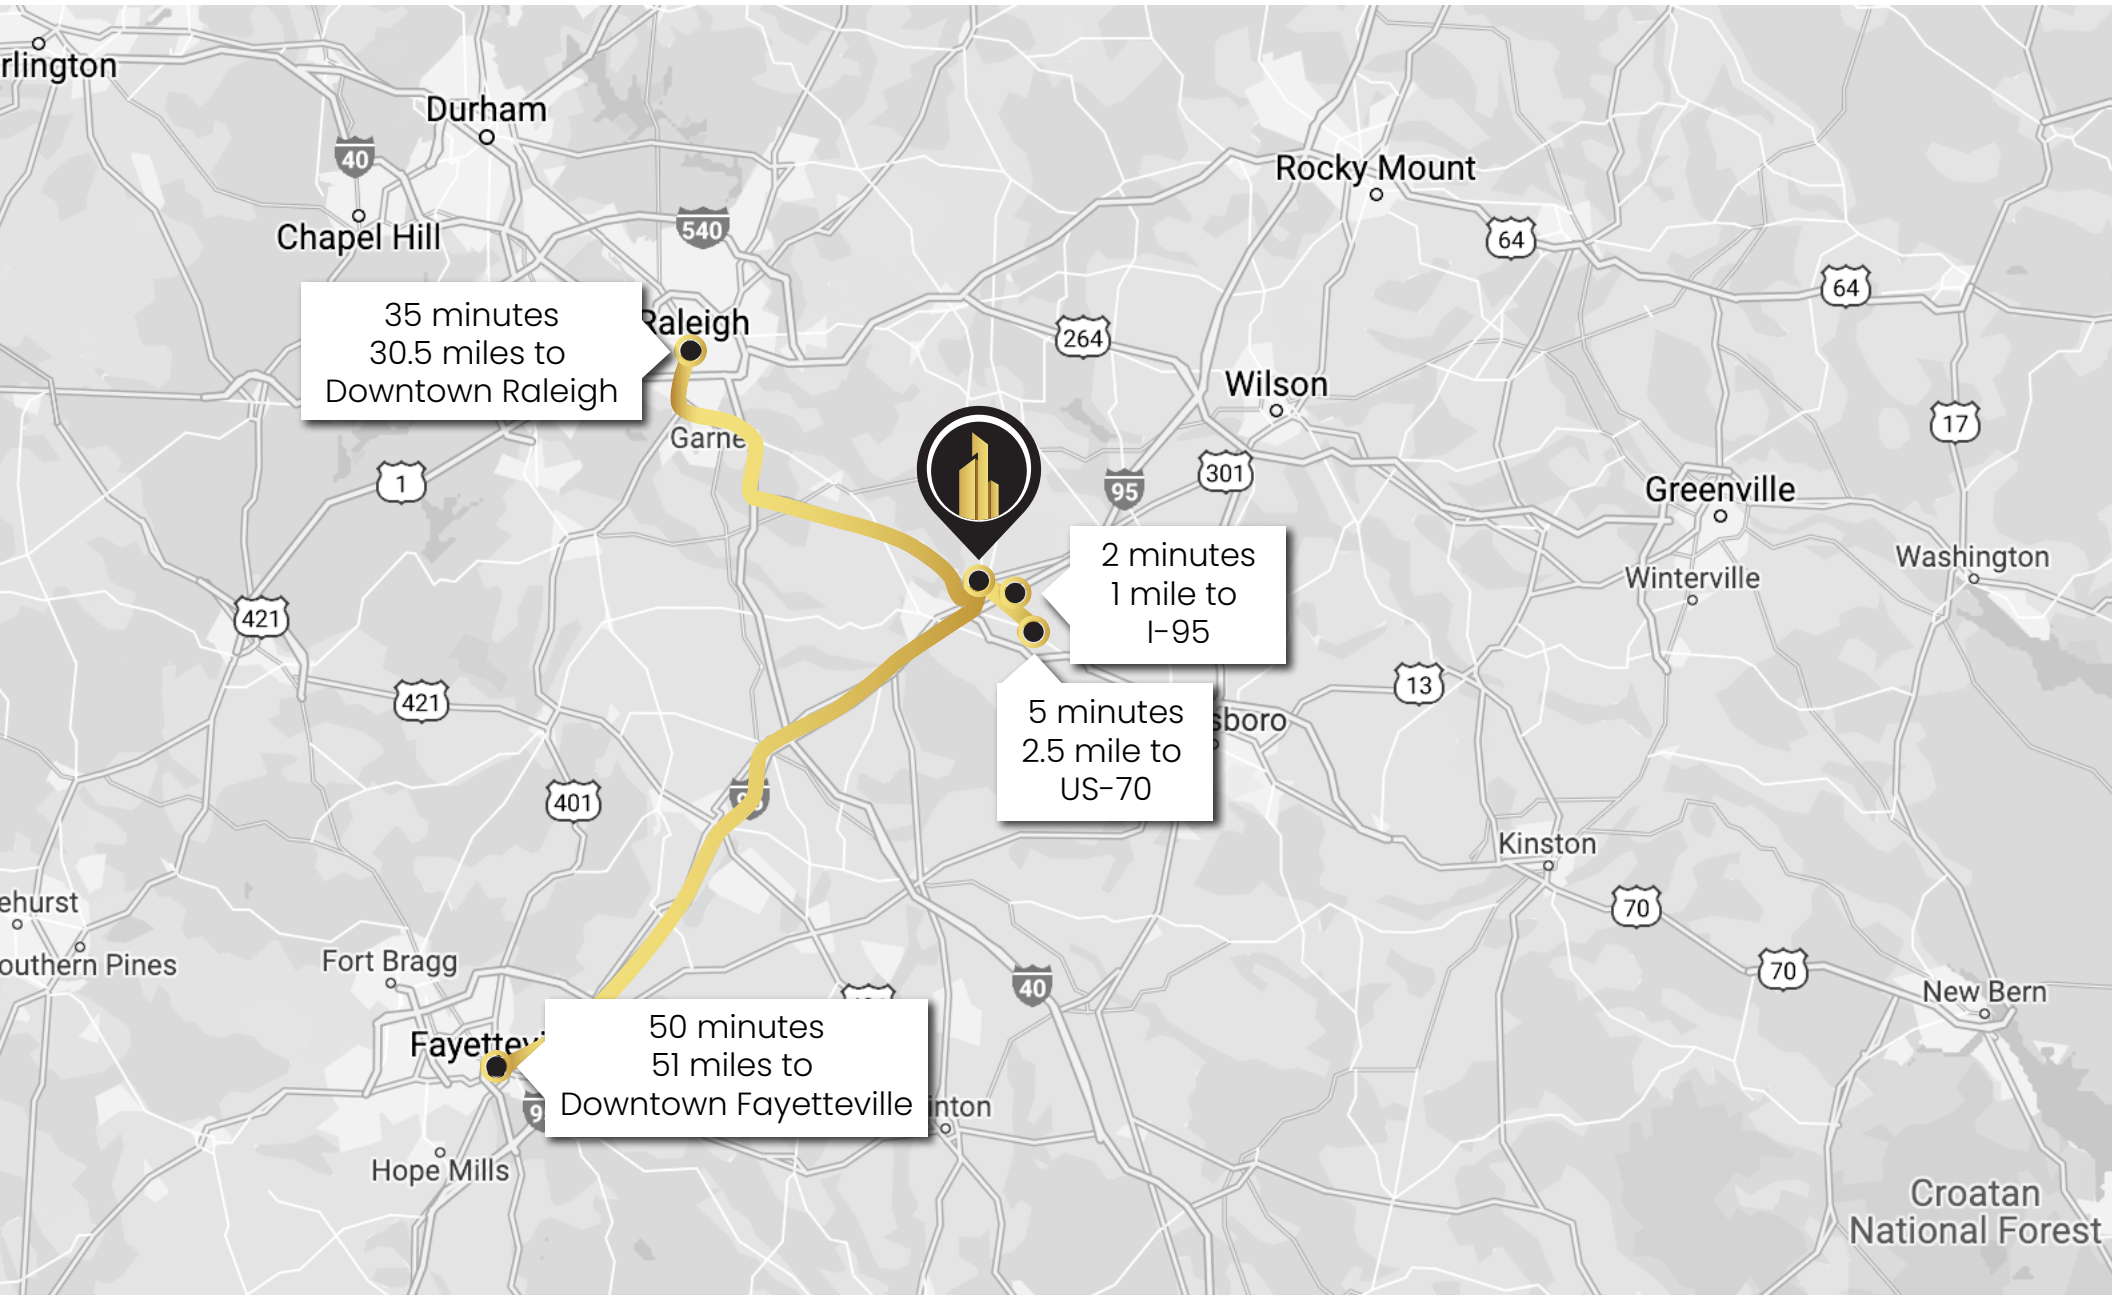 rlington
Durham
40
Chapel Hill
540
Rocky Mount
64
64
35 minutes
30.5 miles to
Downtown Raleigh
Raleigh
264
Wilson
17
Garne
1
95
301
Greenville
2 minutes
1 mile to
I-95
Washington
Winterville
421
421
13
5 minutes
2.5 mile to
US-70
sboro
401
Kinston
70
ehurst
outhern Pines
Fort Bragg
40
70
New Bern
50 minutes
51 miles to
Downtown Fayetteville
Fayettevi
9
inton
Hope Mills
Croatan
National Forest